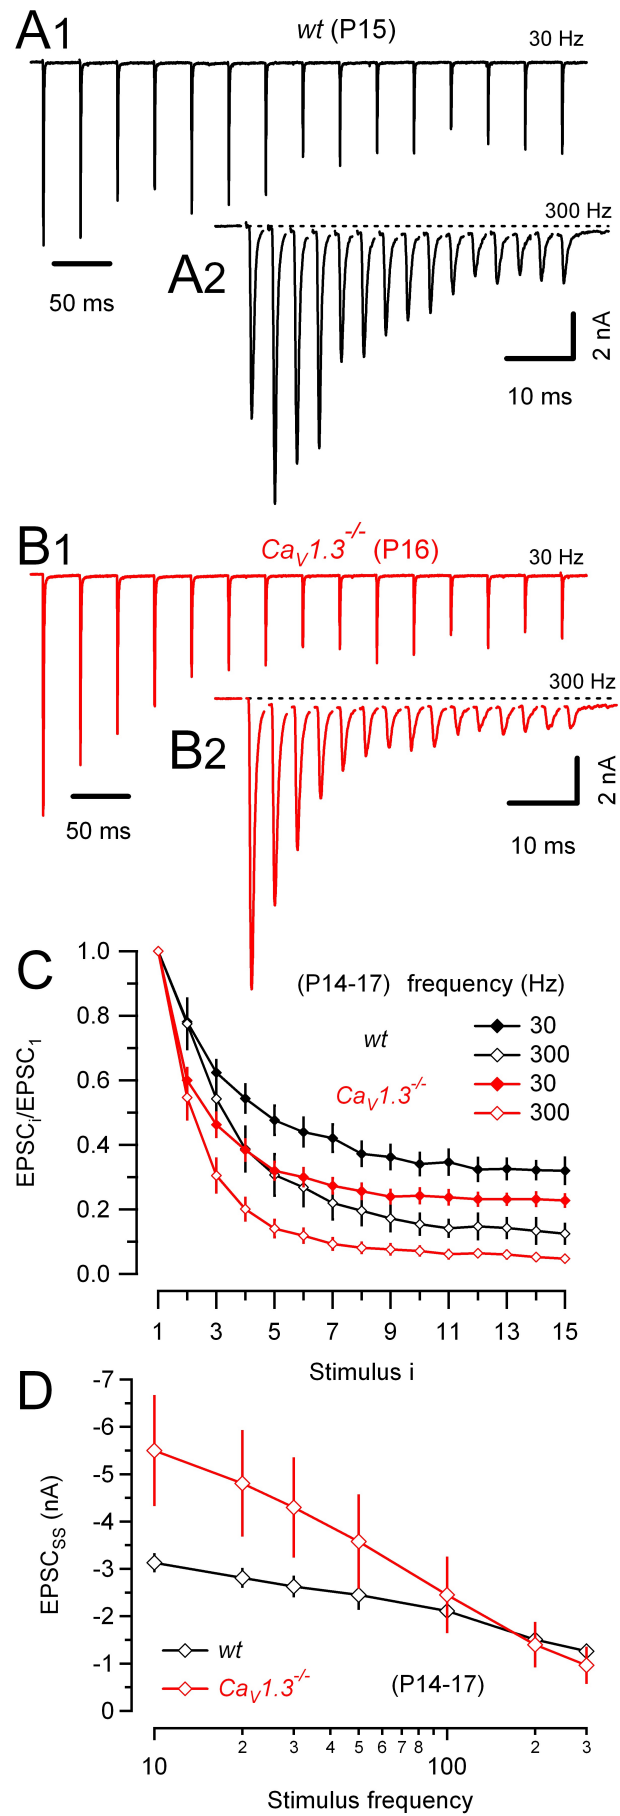 A1
wt (P15)
30 Hz
50 ms
A2
300 Hz
2 nA
10 ms
B1
CaV1.3-/- (P16)
30 Hz
50 ms
B2
300 Hz
2 nA
10 ms
C
(P14-17) frequency (Hz)
wt
30
300
CaV1.3-/-
30
300
EPSCi/EPSC1
1.0
0.8
0.6
0.4
0.2
0.0
1 3 5 7 9 11 13 15
Stimulus i
D
EPSCSS (nA)
-7
-6
-5
-4
-3
-2
-1
0
wt
CaV1.3-/-
(P14-17)
2 3 4 5 6 7 8 2 3
10 100
Stimulus frequency